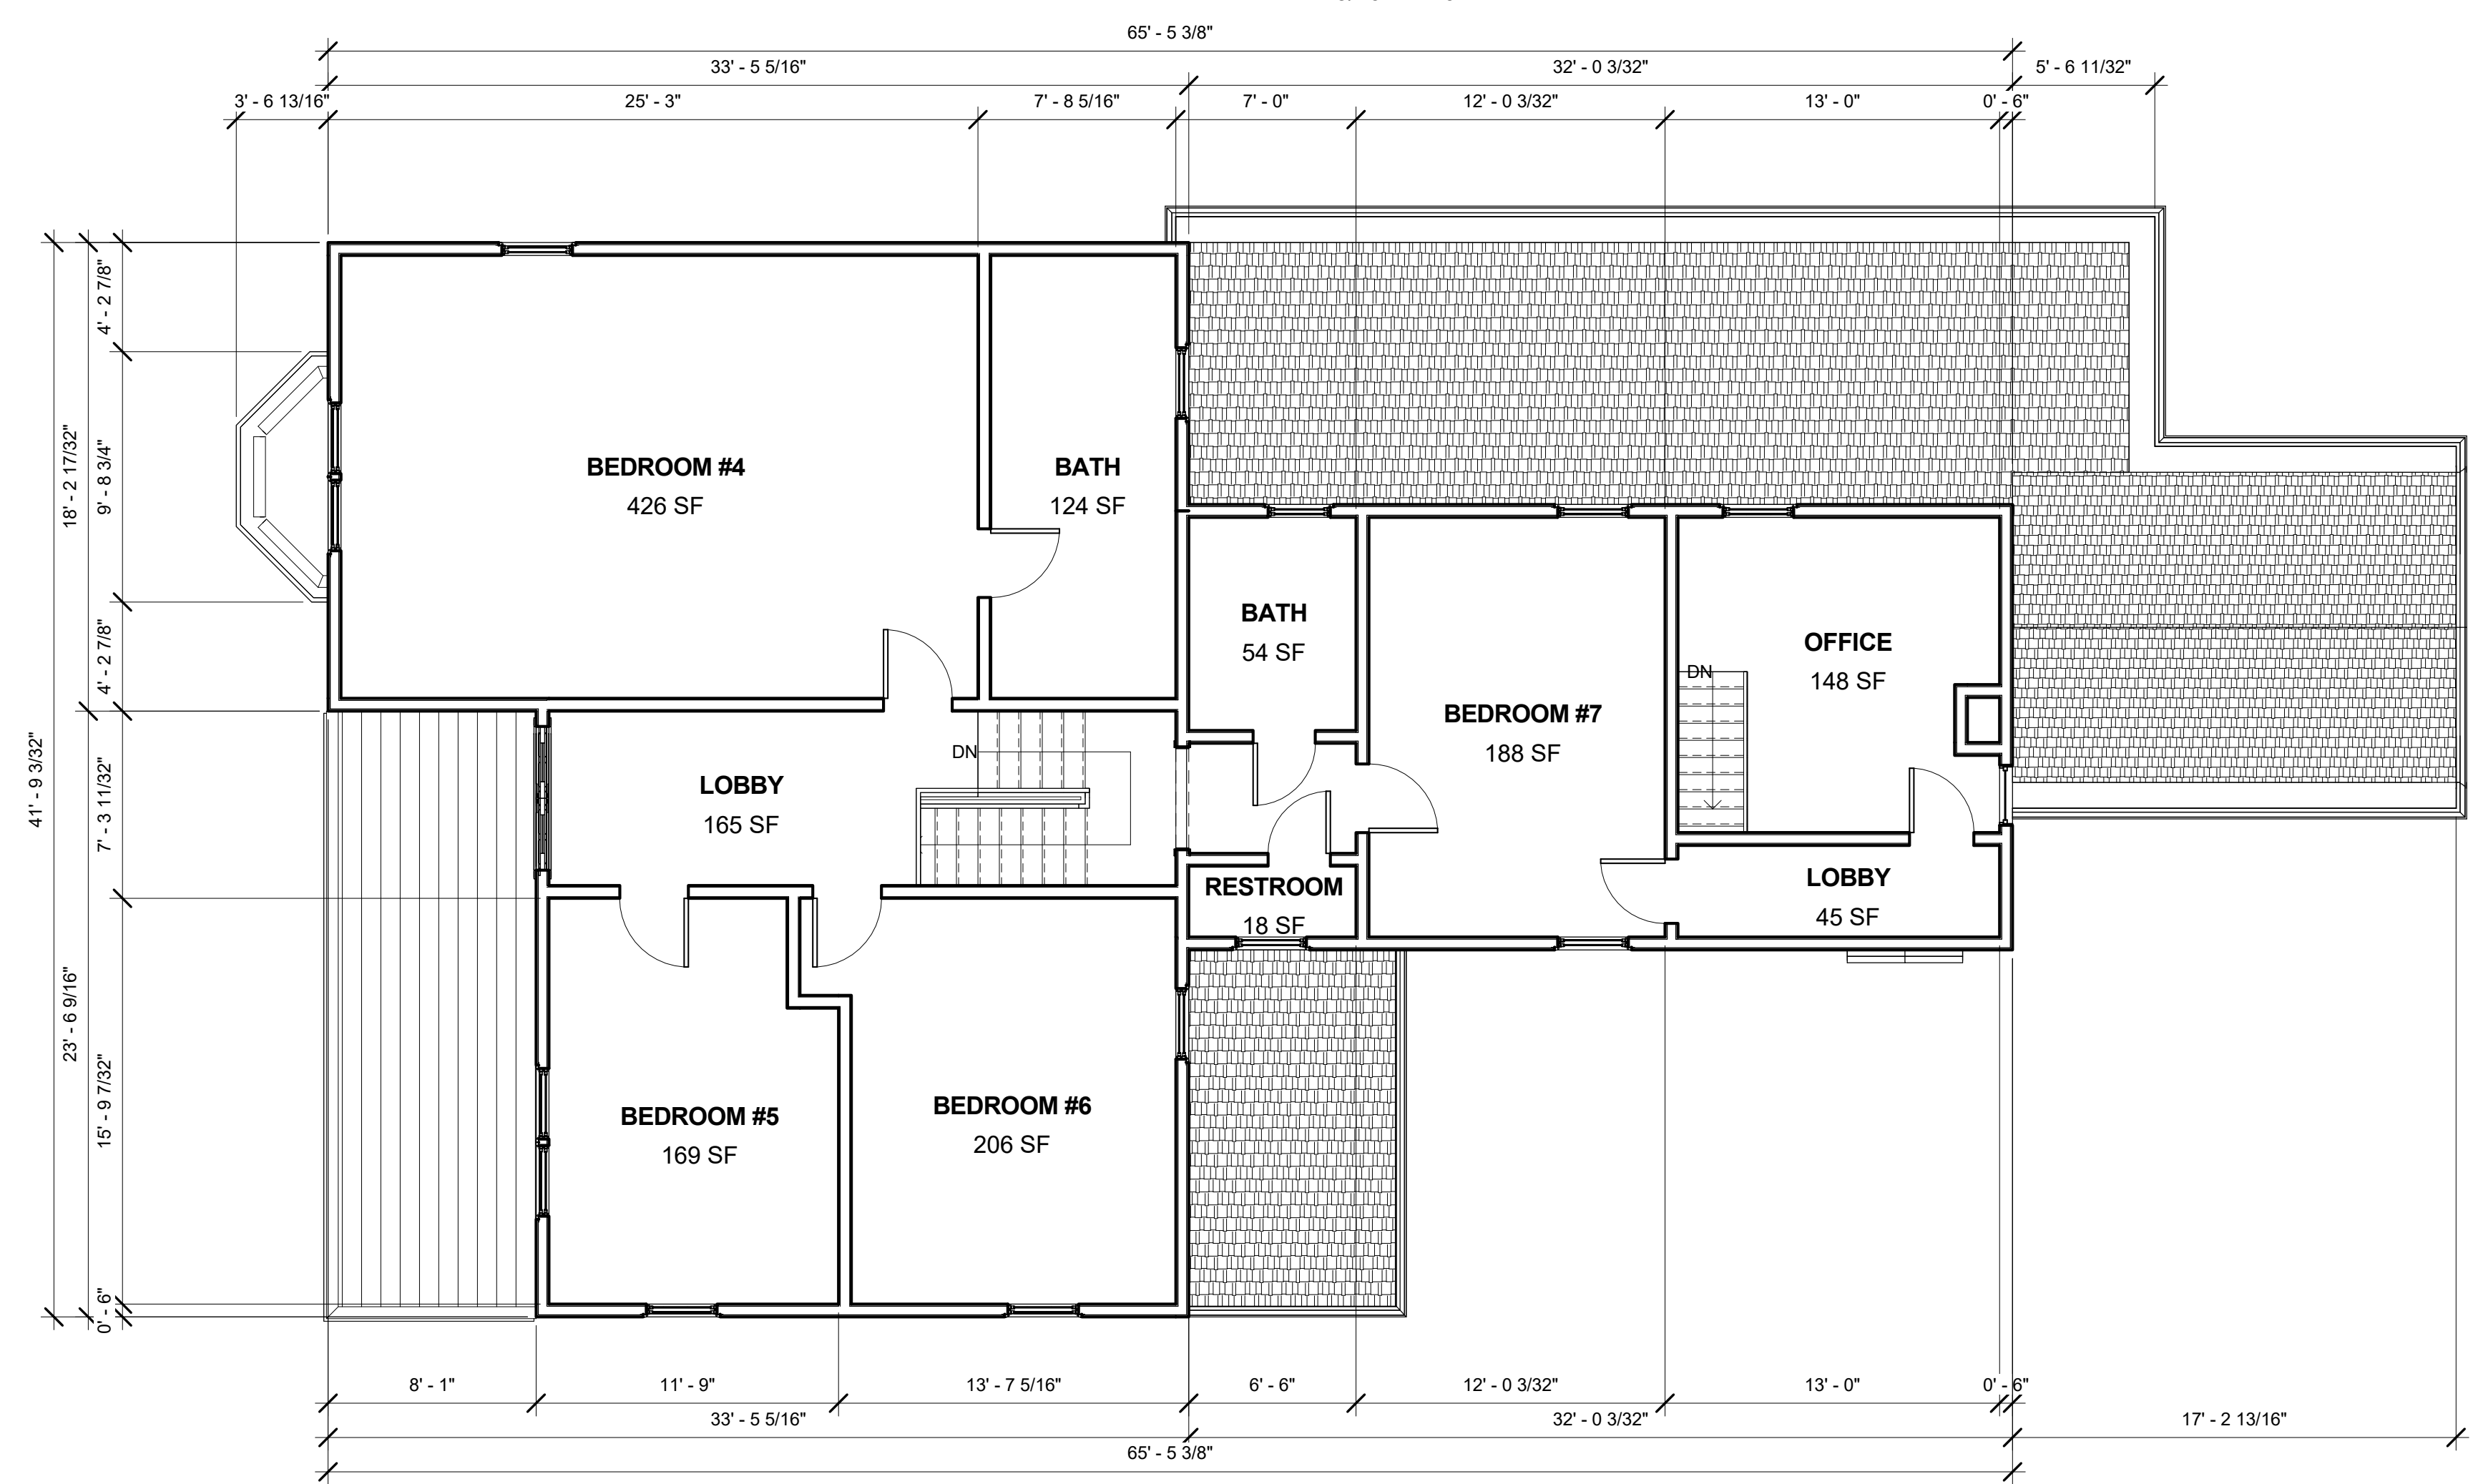 65' - 5 3/8"
33' - 5 5/16"
32' - 0 3/32"
5' - 6 11/32"
3' - 6 13/16"
25' - 3"
7' - 8 5/16"
7' - 0"
12' - 0 3/32"
13' - 0"
0' - 6"
41' - 9 3/32"
18' - 2 17/32"
23' - 6 9/16"
4' - 2 7/8"
9' - 8 3/4"
4' - 2 7/8"
7' - 3 11/32"
15' - 9 7/32"
0' - 6"
BEDROOM #4
426 SF
BATH
124 SF
BATH
54 SF
OFFICE
148 SF
DN
BEDROOM #7
188 SF
DN
LOBBY
165 SF
RESTROOM
18 SF
LOBBY
45 SF
BEDROOM #5
169 SF
BEDROOM #6
206 SF
8' - 1"
11' - 9"
13' - 7 5/16"
6' - 6"
12' - 0 3/32"
13' - 0"
0' - 6"
33' - 5 5/16"
32' - 0 3/32"
17' - 2 13/16"
65' - 5 3/8"